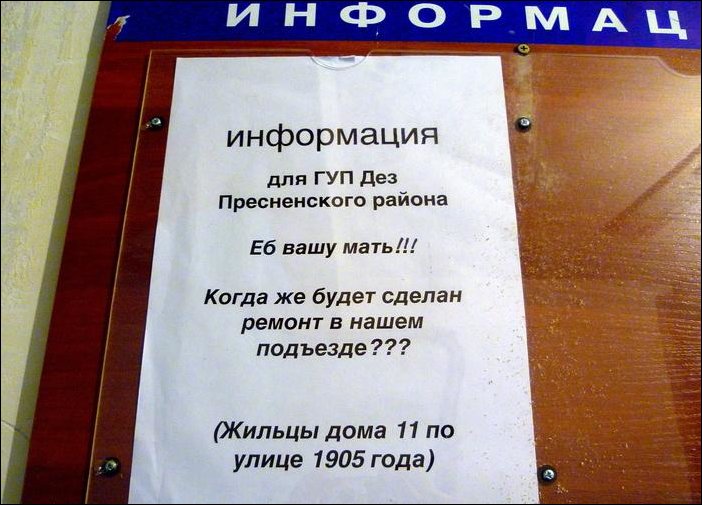 ИНФОРМАЦ
информация
для ГУП Дез
Пресненского района
Еб вашу мать!!!
Когда же будет сделан
ремонт в нашем
подъезде???
(Жильцы дома 11 по
улице 1905 года)